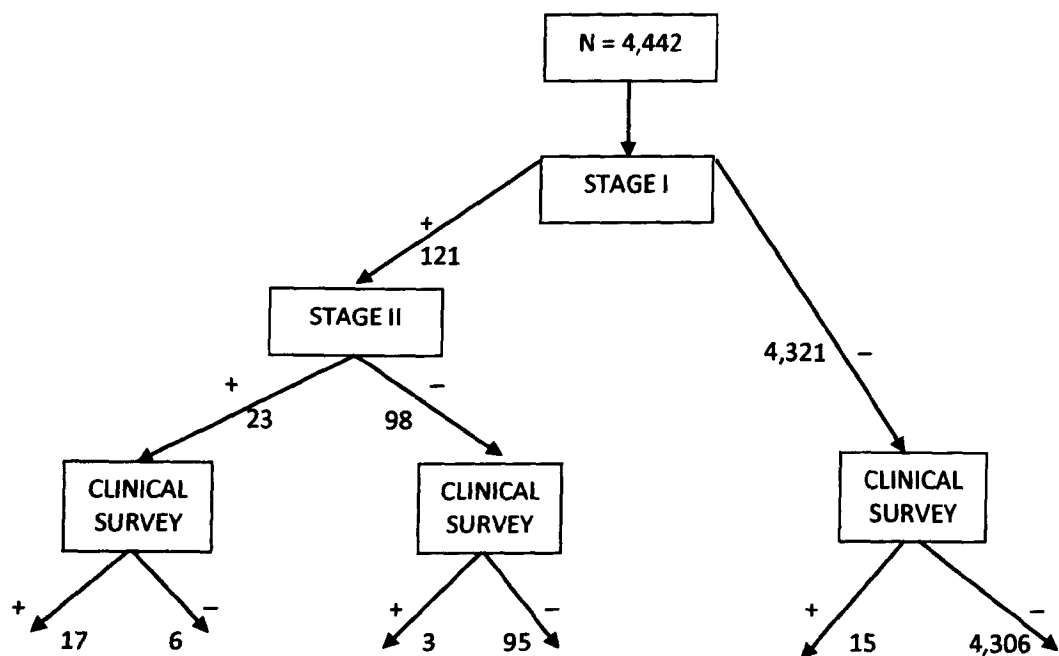 N = 4,442
STAGE I
+
121
STAGE II
4,321 −
+
23
−
98
CLINICAL
SURVEY
CLINICAL
SURVEY
CLINICAL
SURVEY
+
17
−
6
+
3
−
95
+
15
−
4,306